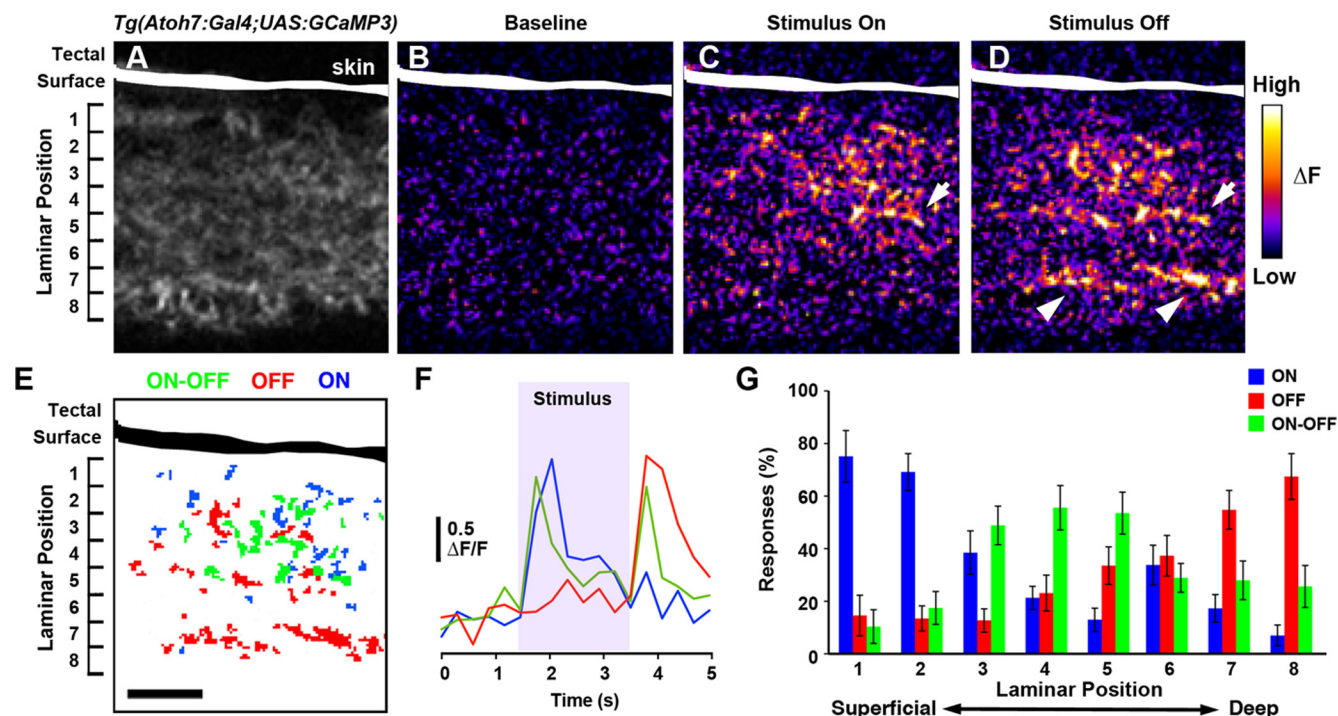 Tg(Atoh7:Gal4;UAS:GCaMP3)
Baseline
Stimulus On
Stimulus Off
Tectal
Surface
A
skin
B
C
D
Laminar Position
1
2
3
4
5
6
7
8
High
ΔF
Low
E
ON-OFF OFF ON
Tectal
Surface
Laminar Position
1
2
3
4
5
6
7
8
F
Stimulus
0.5
ΔF/F
0 1 2 3 4 5
Time (s)
G
ON
OFF
ON-OFF
Responses (%)
100
80
60
40
20
0
1 2 3 4 5 6 7 8
Laminar Position
Superficial Deep